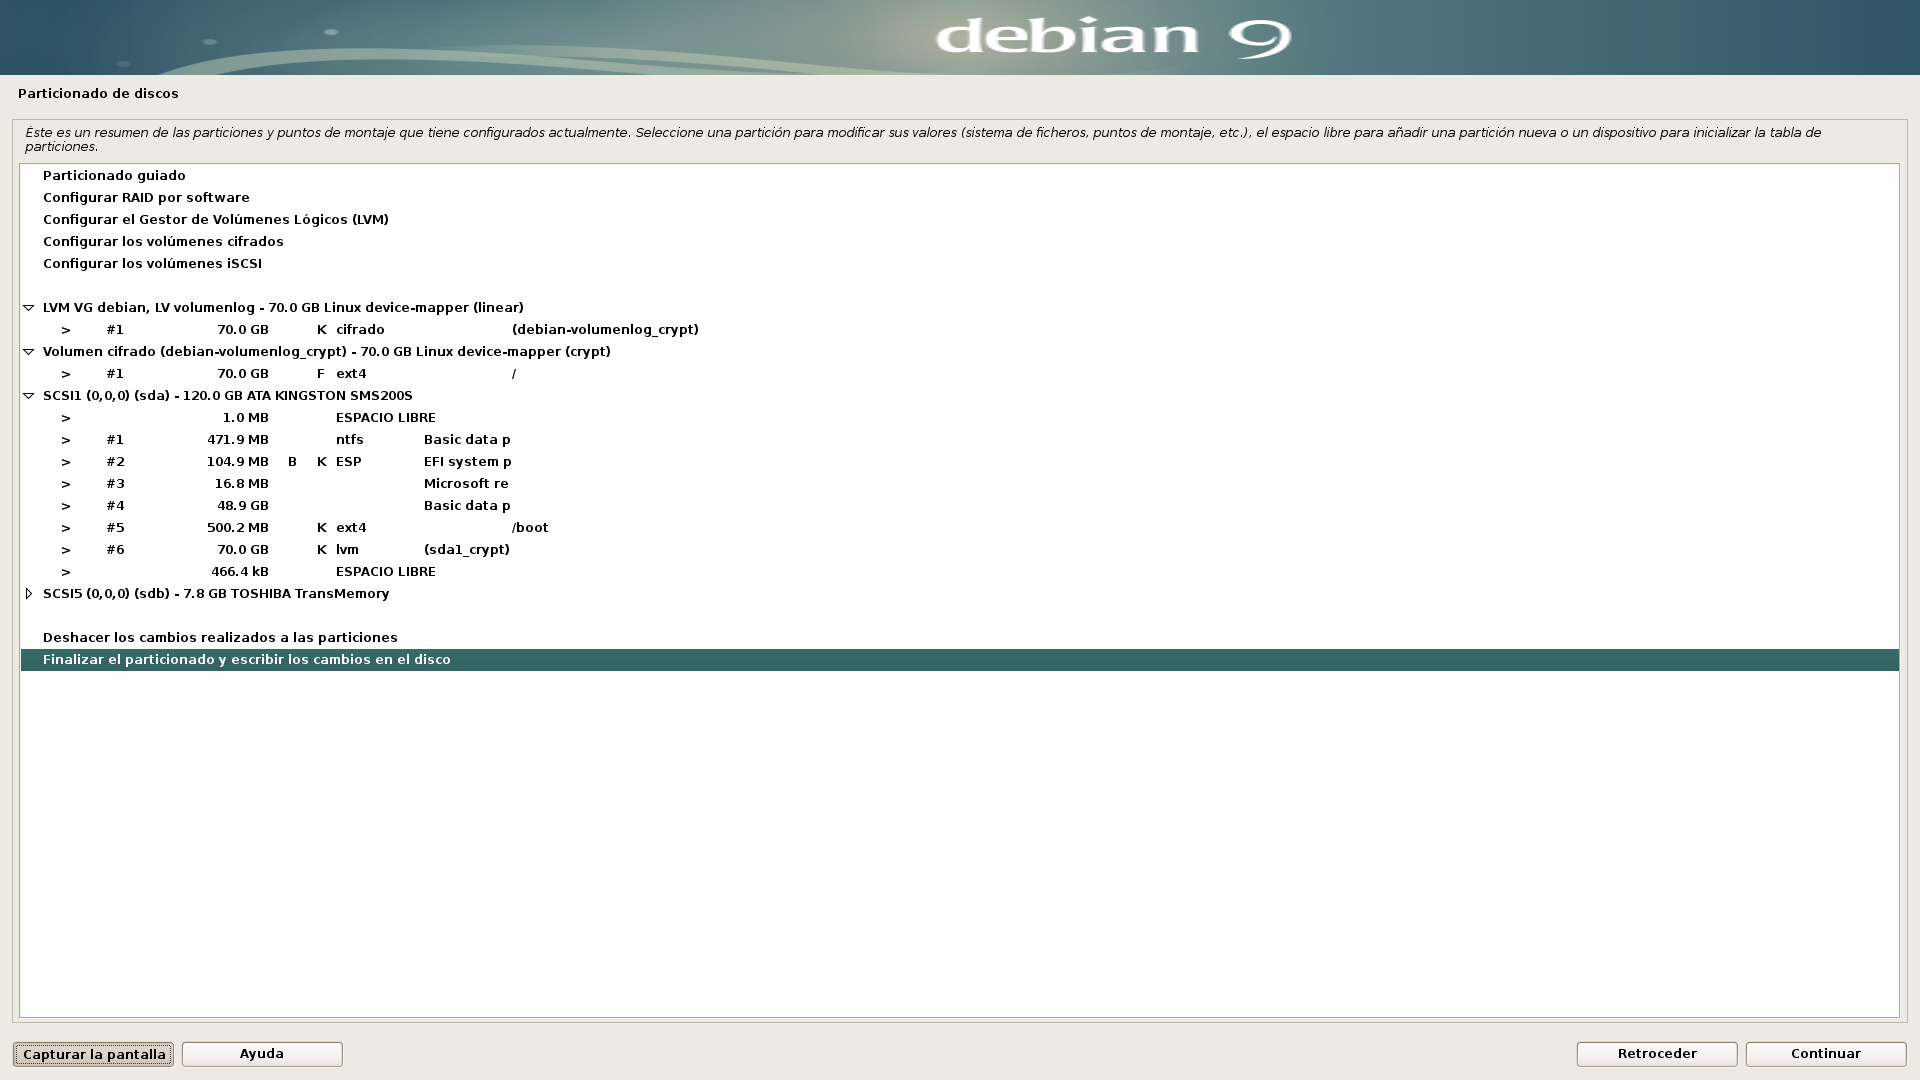 debian 9
Particionado de discos
Éste es un resumen de las particiones y puntos de montaje que tiene configurados actualmente. Seleccione una partición para modificar sus valores (sistema de ficheros, puntos de montaje, etc.), el espacio libre para añadir una partición nueva o un dispositivo para inicializar la tabla de
particiones.
Particionado guiado
Configurar RAID por software
Configurar el Gestor de Volúmenes Lógicos (LVM)
Configurar los volúmenes cifrados
Configurar los volúmenes iSCSI
LVM VG debian, LV volumenlog - 70.0 GB Linux device-mapper (linear)
> #1 70.0 GB K cifrado (debian-volumenlog_crypt)
Volumen cifrado (debian-volumenlog_crypt) - 70.0 GB Linux device-mapper (crypt)
> #1 70.0 GB F ext4 /
SCSI1 (0,0,0) (sda) - 120.0 GB ATA KINGSTON SMS200S
> 1.0 MB ESPACIO LIBRE
> #1 471.9 MB ntfs Basic data p
> #2 104.9 MB B K ESP EFI system p
> #3 16.8 MB Microsoft re
> #4 48.9 GB Basic data p
> #5 500.2 MB K ext4 /boot
> #6 70.0 GB K lvm (sda1_crypt)
> 466.4 kB ESPACIO LIBRE
SCSI5 (0,0,0) (sdb) - 7.8 GB TOSHIBA TransMemory
Deshacer los cambios realizados a las particiones
Finalizar el particionado y escribir los cambios en el disco
Capturar la pantalla Ayuda Retroceder Continuar